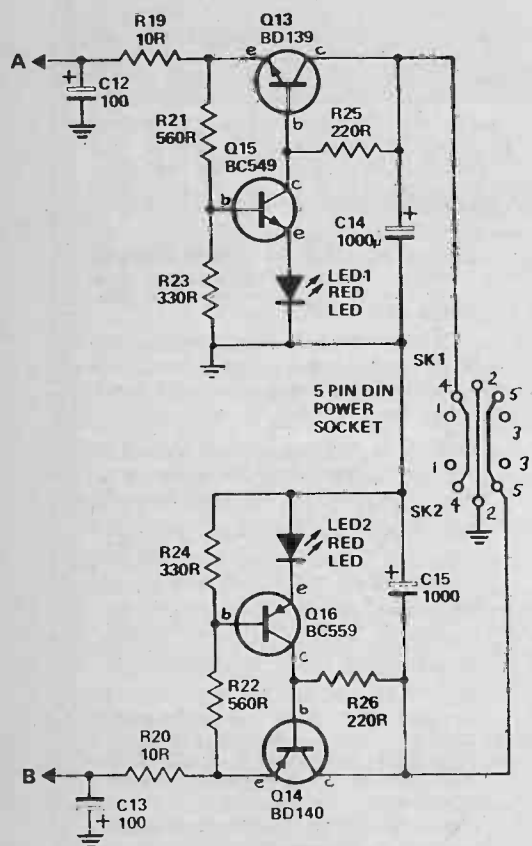 R19
10R
Q13
BD139
e
c
A
+
C12
100
b
R21
560R
Q15
BC549
R25
220R
c
b
e
+
C14
1000μ
R23
330R
LED1
RED
LED
SK1
5 PIN DIN
POWER
SOCKET
4
2
5
1
3
1
3
4
5
2
SK2
LED2
RED
LED
R24
330R
+
C15
1000
e
b
Q16
BC559
c
R22
560R
b
R26
220R
R20
10R
B
e
c
Q14
BD140
C13
100
+